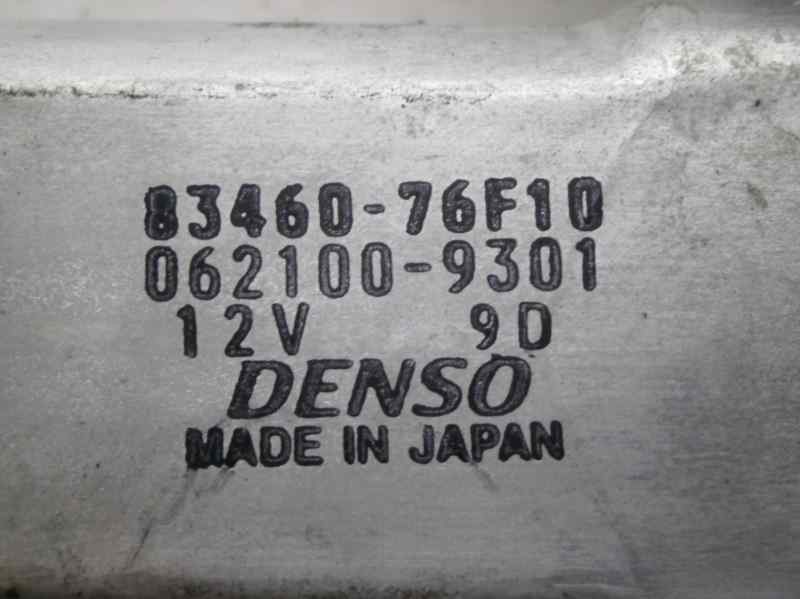 83460-76F10
062100-9301
12V 9D
DENSO
MADE IN JAPAN